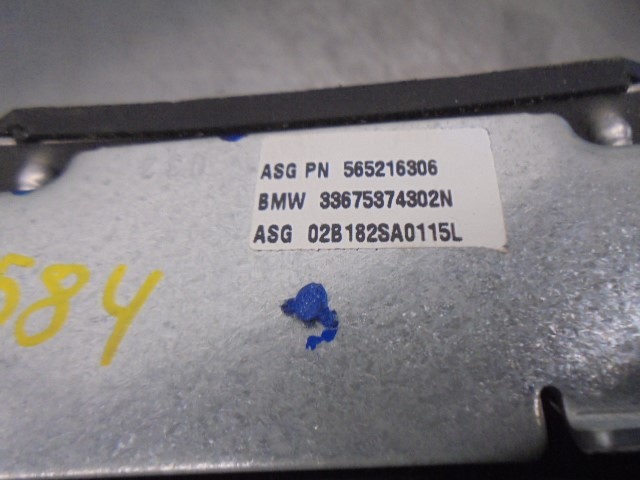 ASG PN 565216306
BMW 33675374302N
ASG 02B182SA0115L
584